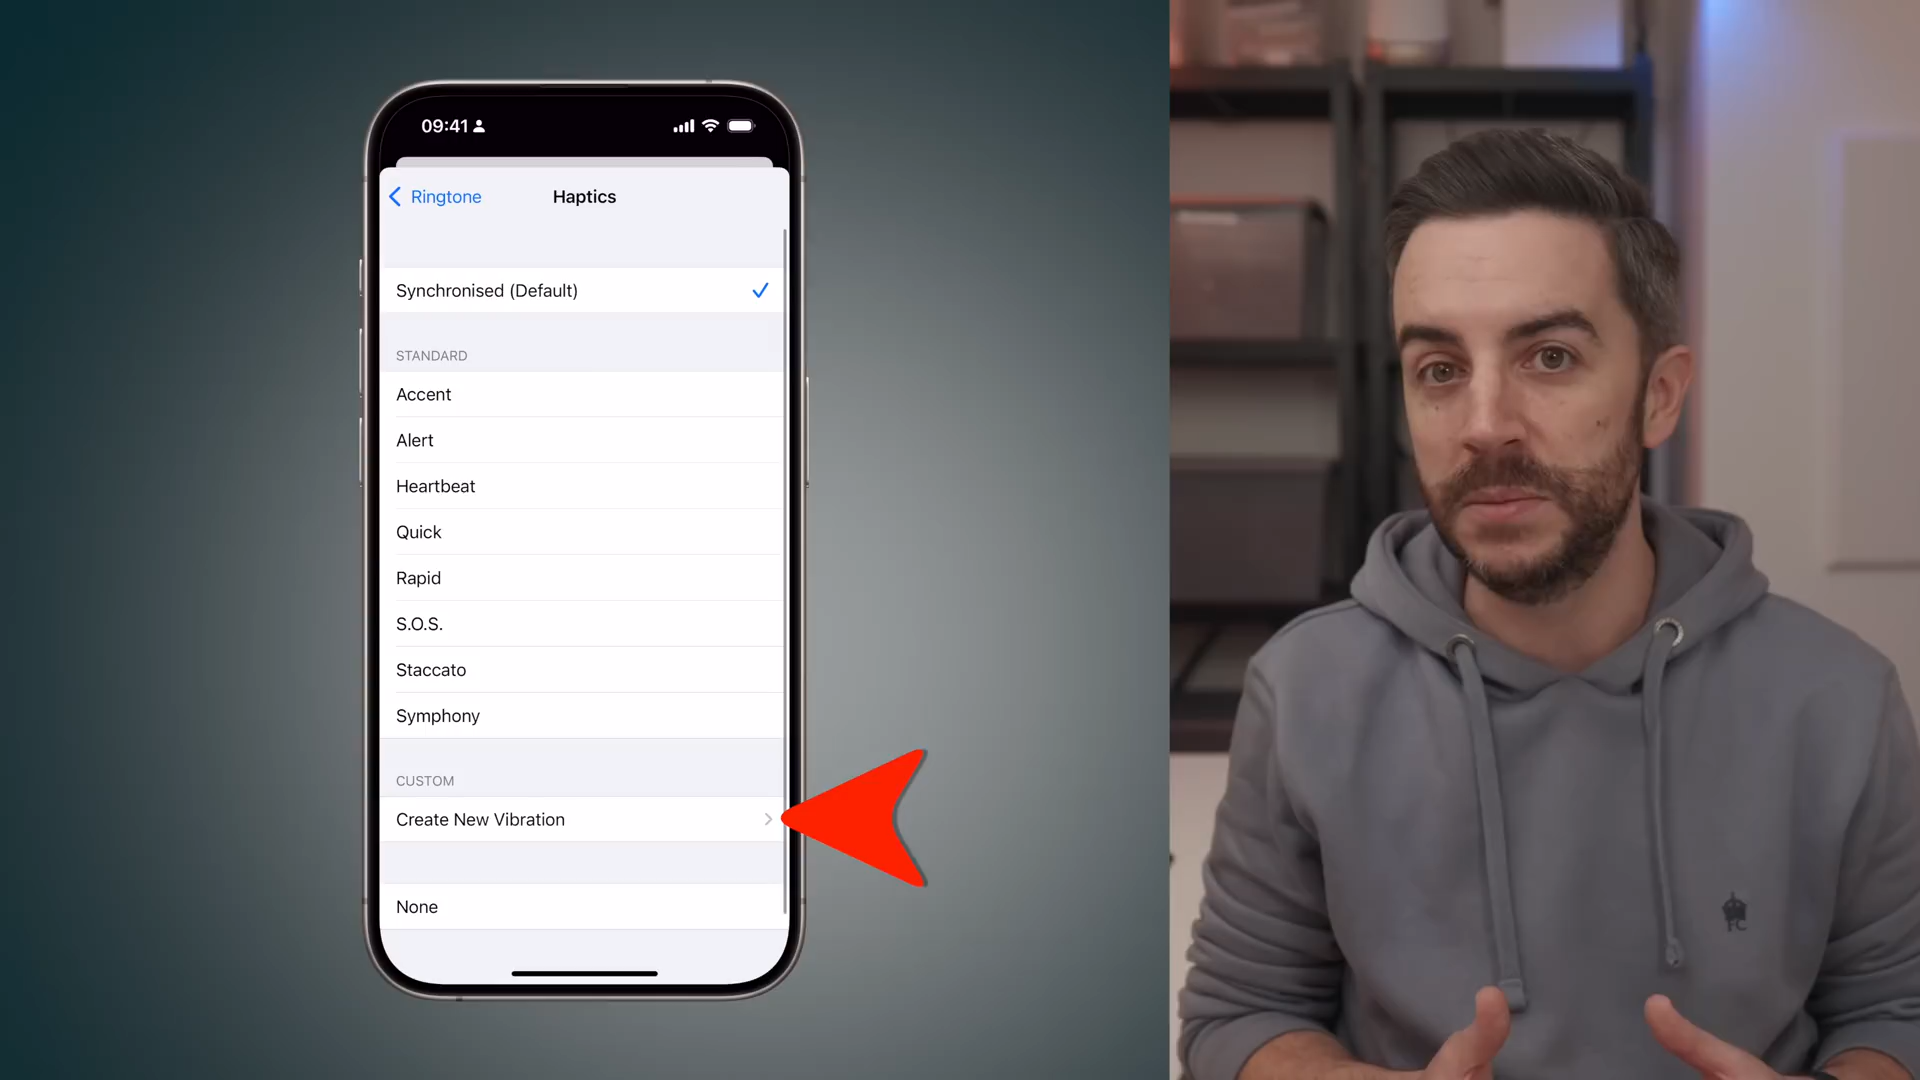 09:41
Ringtone
Haptics
Synchronised (Default)
STANDARD
Accent
Alert
Heartbeat
Quick
Rapid
S.O.S.
Staccato
Symphony
CUSTOM
Create New Vibration
None
FC